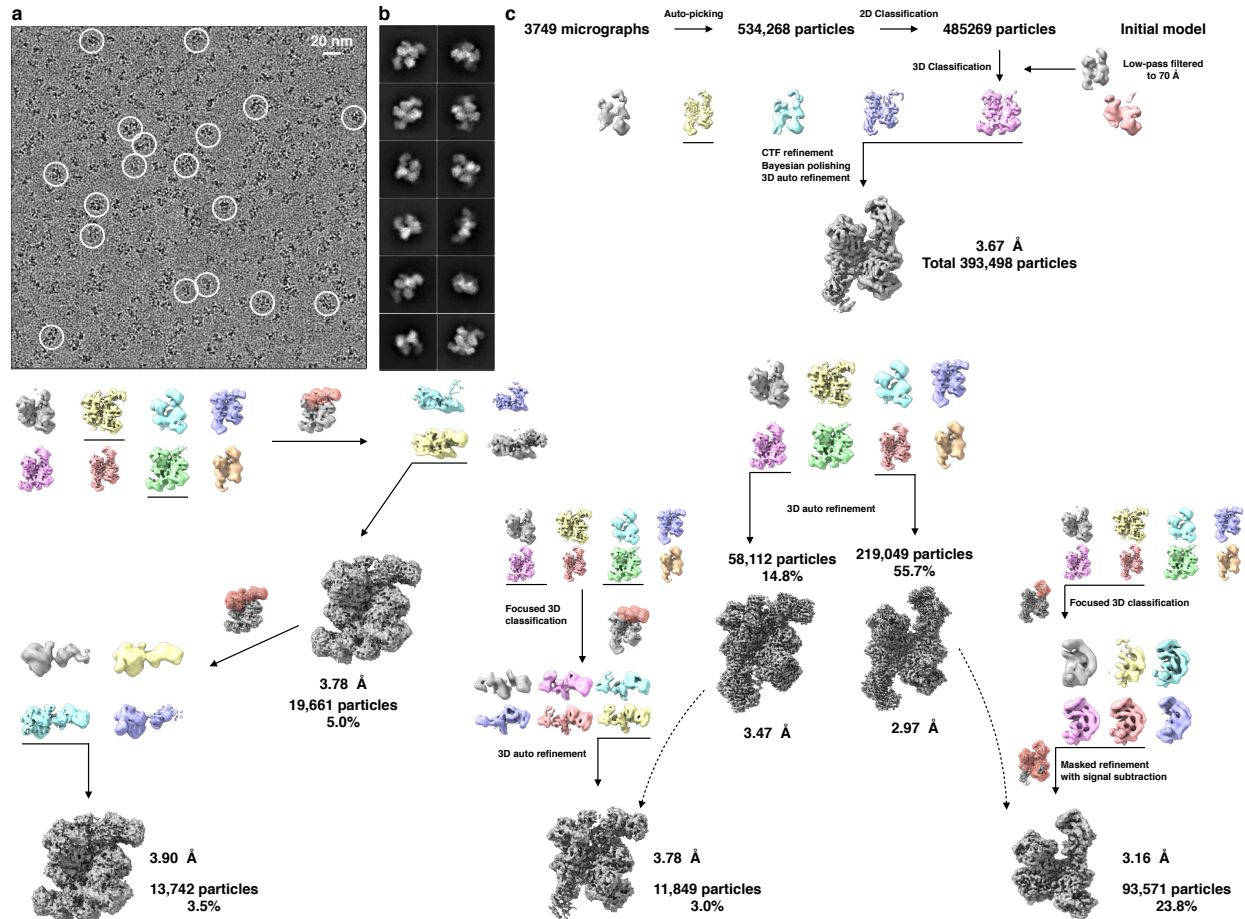 a
b
c
20 nm
3749 micrographs
Auto-picking
534,268 particles
2D Classification
485269 particles
Initial model
3D Classification
Low-pass filtered
to 70 Å
CTF refinement
Bayesian polishing
3D auto refinement
3.67 Å
Total 393,498 particles
3D auto refinement
58,112 particles
14.8%
219,049 particles
55.7%
Focused 3D
classification
Focused 3D classification
3.78 Å
19,661 particles
5.0%
3.47 Å
2.97 Å
3D auto refinement
Masked refinement
with signal subtraction
3.90 Å
13,742 particles
3.5%
3.78 Å
11,849 particles
3.0%
3.16 Å
93,571 particles
23.8%